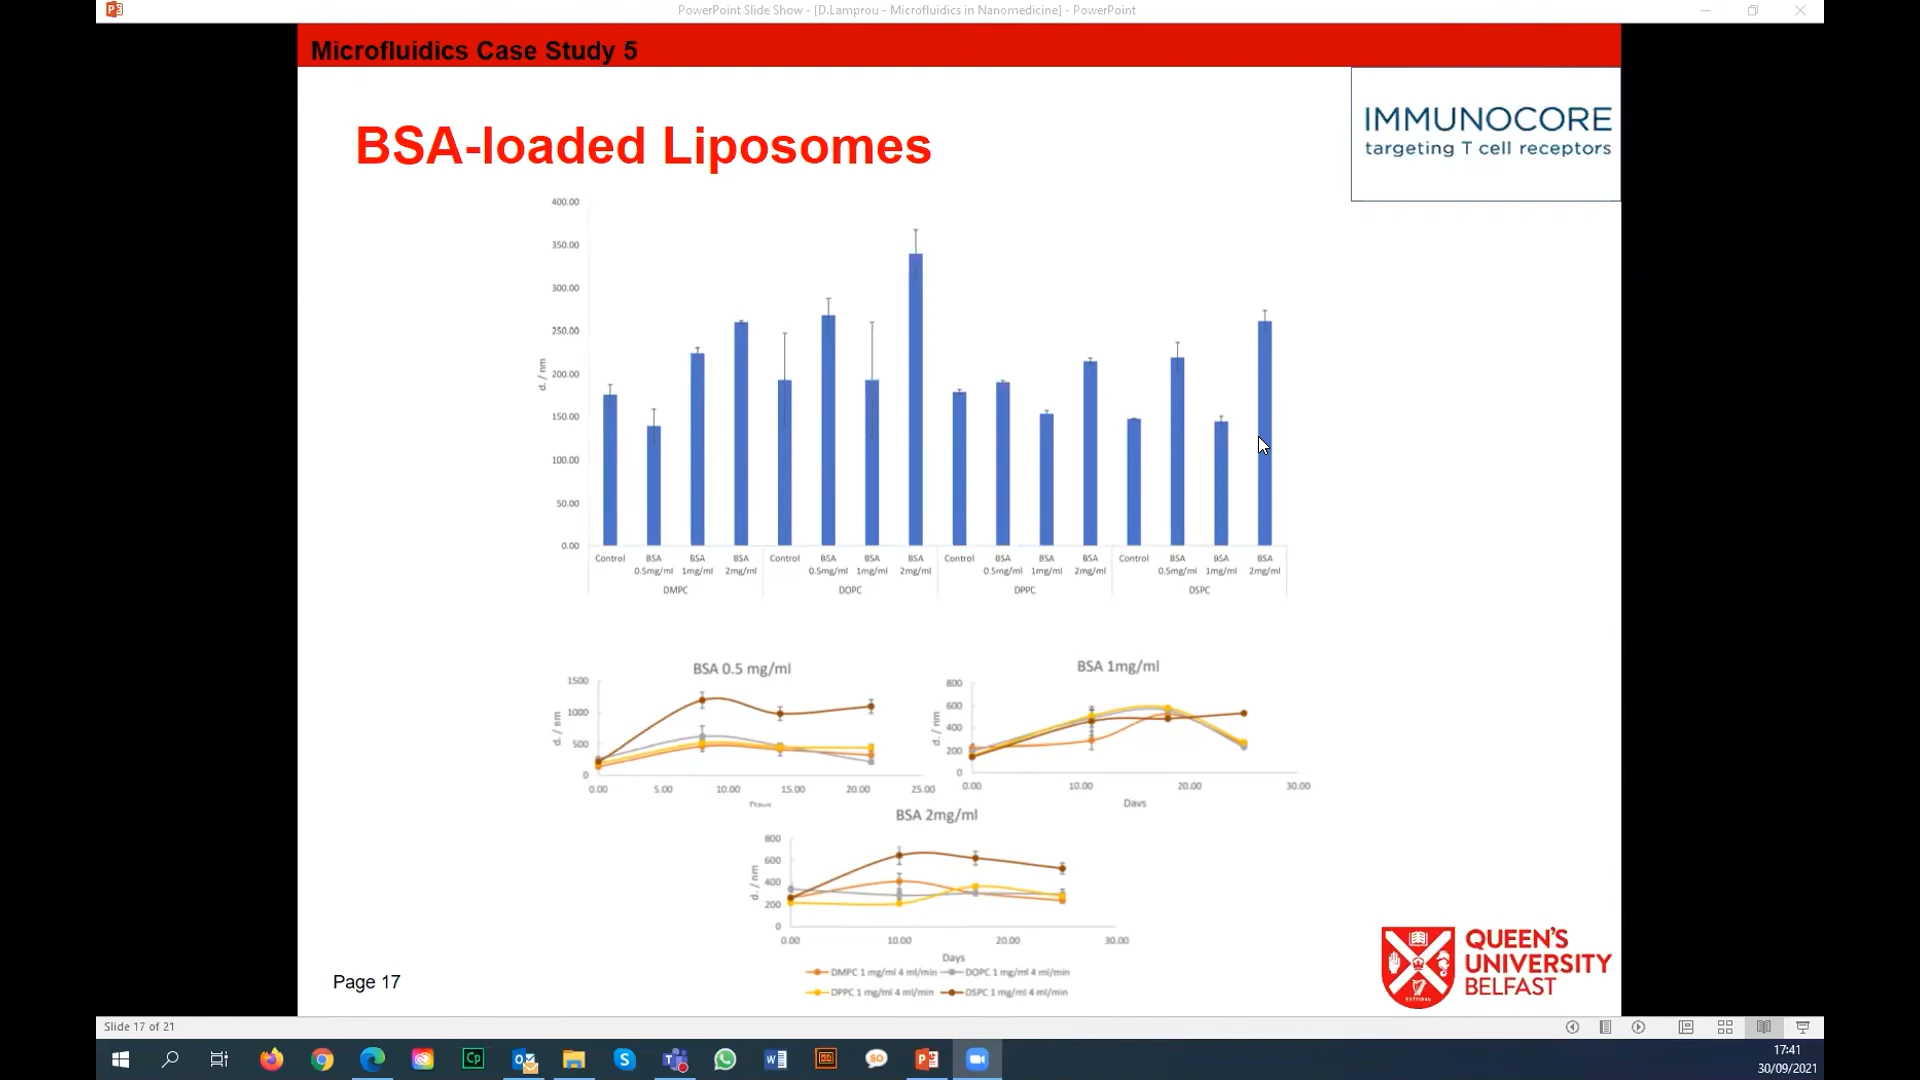 PowerPoint Slide Show - [D.Lamprou - Microfluidics in Nanomedicine] - PowerPoint
Microfluidics Case Study 5
IMMUNOCORE
targeting T cell receptors
BSA-loaded Liposomes
400.00
350.00
300.00
250.00
200.00
150.00
100.00
50.00
0.00
d. / nm
Control BSA BSA BSA Control BSA BSA BSA Control BSA BSA BSA Control BSA BSA BSA
0.5mg/ml 1mg/ml 2mg/ml 0.5mg/ml 1mg/ml 2mg/ml 0.5mg/ml 1mg/ml 2mg/ml 0.5mg/ml 1mg/ml 2mg/ml
DMPC DOPC DPPC DSPC
BSA 0.5 mg/ml
1500
1000
500
0
d. / nm
0.00 5.00 10.00 15.00 20.00 25.00
BSA 1mg/ml
800
600
400
200
0
d. / nm
0.00 10.00 20.00 30.00
Days
BSA 2mg/ml
800
600
400
200
0
d. / nm
0.00 10.00 20.00 30.00
Days
DMPC 1 mg/ml 4 ml/min DOPC 1 mg/ml 4 ml/min
DPPC 1 mg/ml 4 ml/min DSPC 1 mg/ml 4 ml/min
Page 17
QUEEN'S
UNIVERSITY
BELFAST
Slide 17 of 21
17:41
30/09/2021